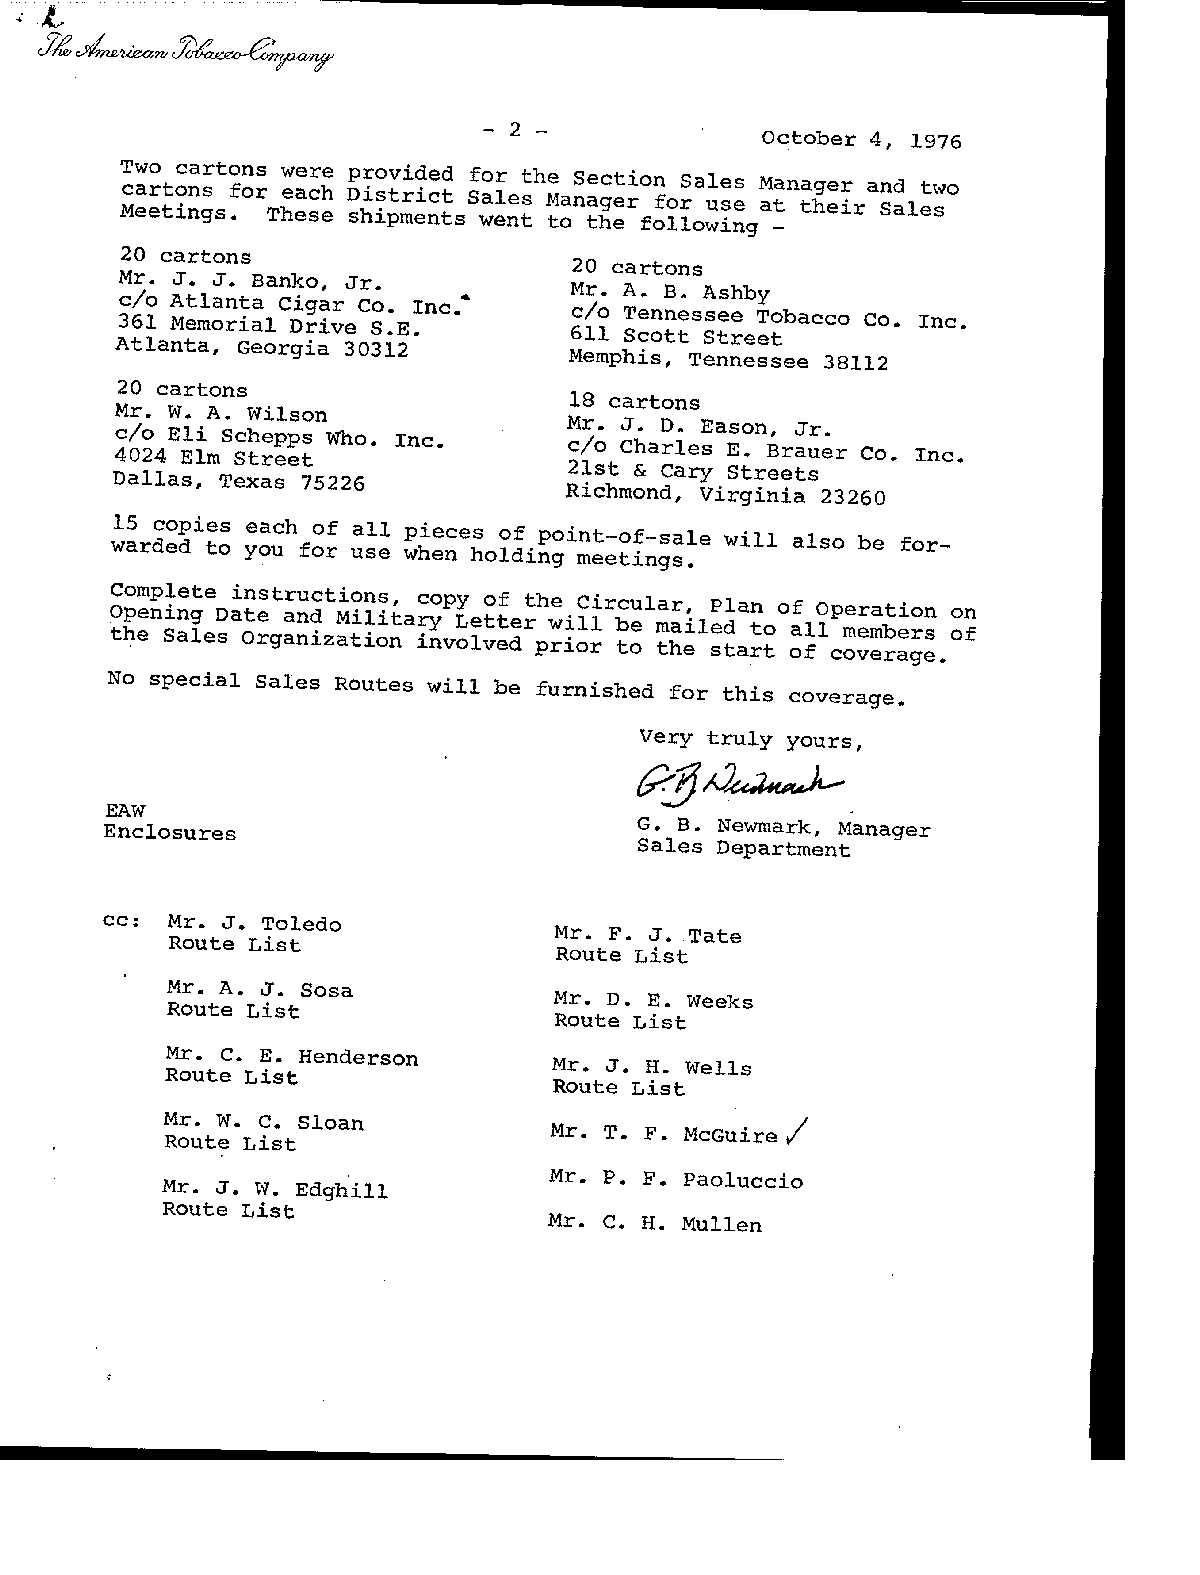 The American Tobacco Company
- 2 -
October 4, 1976
Two cartons were provided for the Section Sales Manager and two
cartons for each District Sales Manager for use at their Sales
Meetings. These shipments went to the following -
20 cartons
Mr. J. J. Banko, Jr.
c/o Atlanta Cigar Co. Inc.
361 Memorial Drive S.E.
Atlanta, Georgia 30312
20 cartons
Mr. A. B. Ashby
c/o Tennessee Tobacco Co. Inc.
611 Scott Street
Memphis, Tennessee 38112
20 cartons
Mr. W. A. Wilson
c/o Eli Schepps Who. Inc.
4024 Elm Street
Dallas, Texas 75226
18 cartons
Mr. J. D. Eason, Jr.
c/o Charles E. Brauer Co. Inc.
21st & Cary Streets
Richmond, Virginia 23260
15 copies each of all pieces of point-of-sale will also be for-
warded to you for use when holding meetings.
Complete instructions, copy of the Circular, Plan of Operation on
Opening Date and Military Letter will be mailed to all members of
the Sales Organization involved prior to the start of coverage.
No special Sales Routes will be furnished for this coverage.
Very truly yours,
G. B. Newmark
EAW
Enclosures
G. B. Newmark, Manager
Sales Department
cc: Mr. J. Toledo
Route List
Mr. A. J. Sosa
Route List
Mr. C. E. Henderson
Route List
Mr. W. C. Sloan
Route List
Mr. J. W. Edghill
Route List
Mr. F. J. Tate
Route List
Mr. D. E. Weeks
Route List
Mr. J. H. Wells
Route List
Mr. T. F. McGuire ✓
Mr. P. F. Paoluccio
Mr. C. H. Mullen